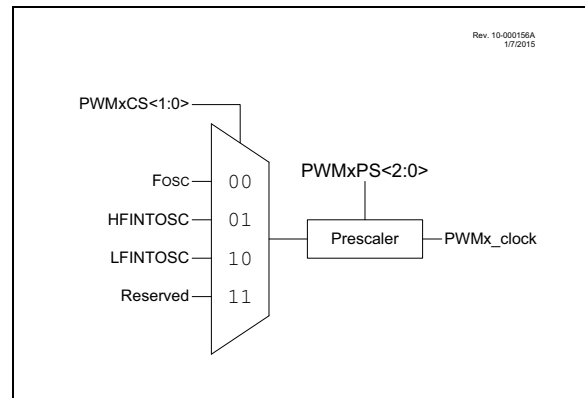 Rev. 10-000156A
1/7/2015
PWMxCS<1:0>
FOSC
00
PWMxPS<2:0>
HFINTOSC
01
Prescaler
PWMx_clock
LFINTOSC
10
Reserved
11